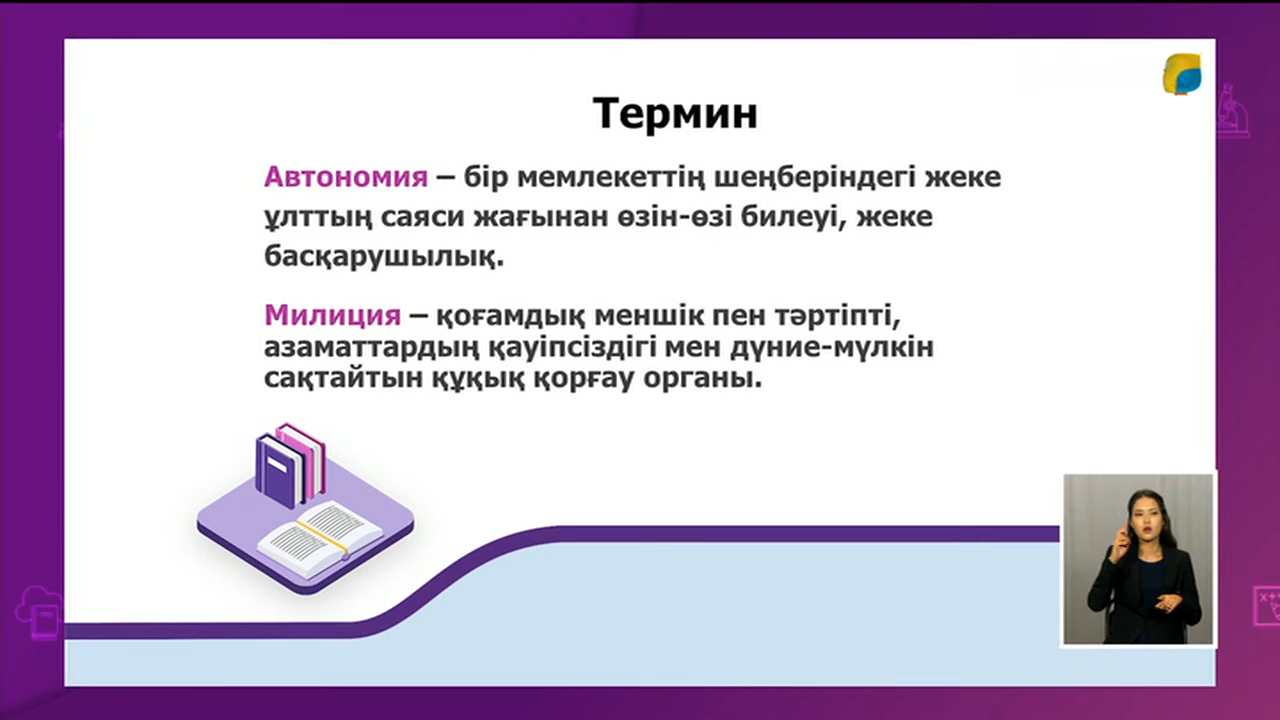 Термин
Автономия – бір мемлекеттің шеңберіндегі жеке
ұлттың саяси жағынан өзін-өзі билеуі, жеке
басқарушылық.
Милиция – қоғамдық меншік пен тәртіпті,
азаматтардың қауіпсіздігі мен дүние-мүлкін
сақтайтын құқық қорғау органы.